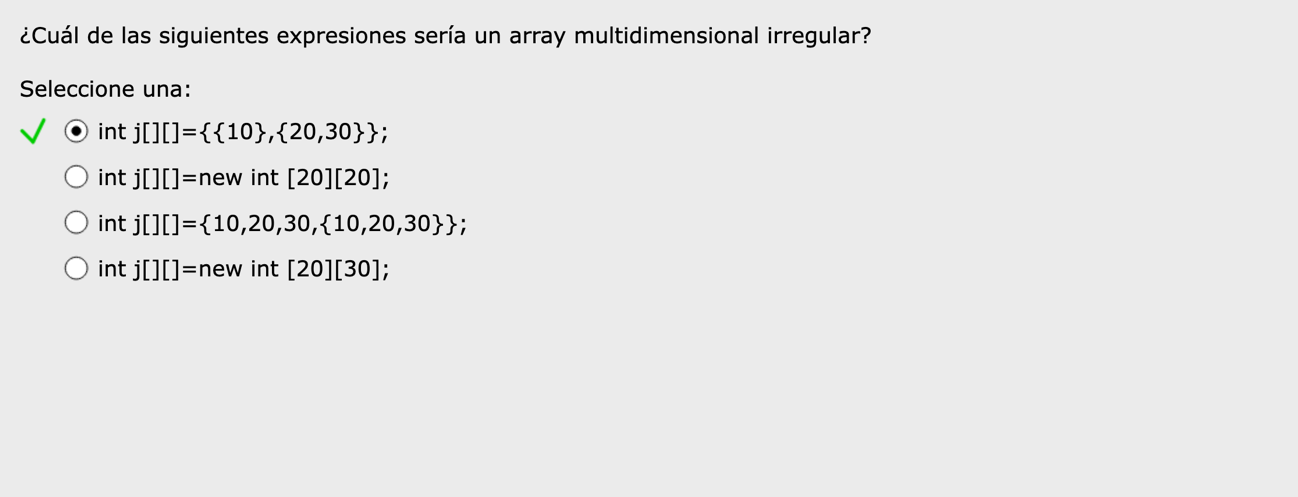 ¿Cuál de las siguientes expresiones sería un array multidimensional irregular?
Seleccione una:
int j[][]={{10},{20,30}};
int j[][]=new int [20][20];
int j[][]={10,20,30,{10,20,30}};
int j[][]=new int [20][30];